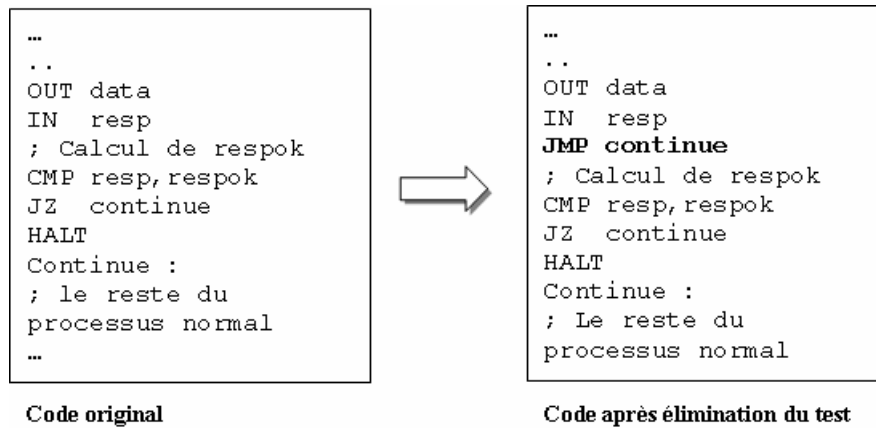 …
..
OUT data
IN resp
; Calcul de respok
CMP resp,respok
JZ continue
HALT
Continue :
; le reste du
processus normal
…
Code original
…
..
OUT data
IN resp
JMP continue
; Calcul de respok
CMP resp,respok
JZ continue
HALT
Continue :
; Le reste du
processus normal
Code après élimination du test